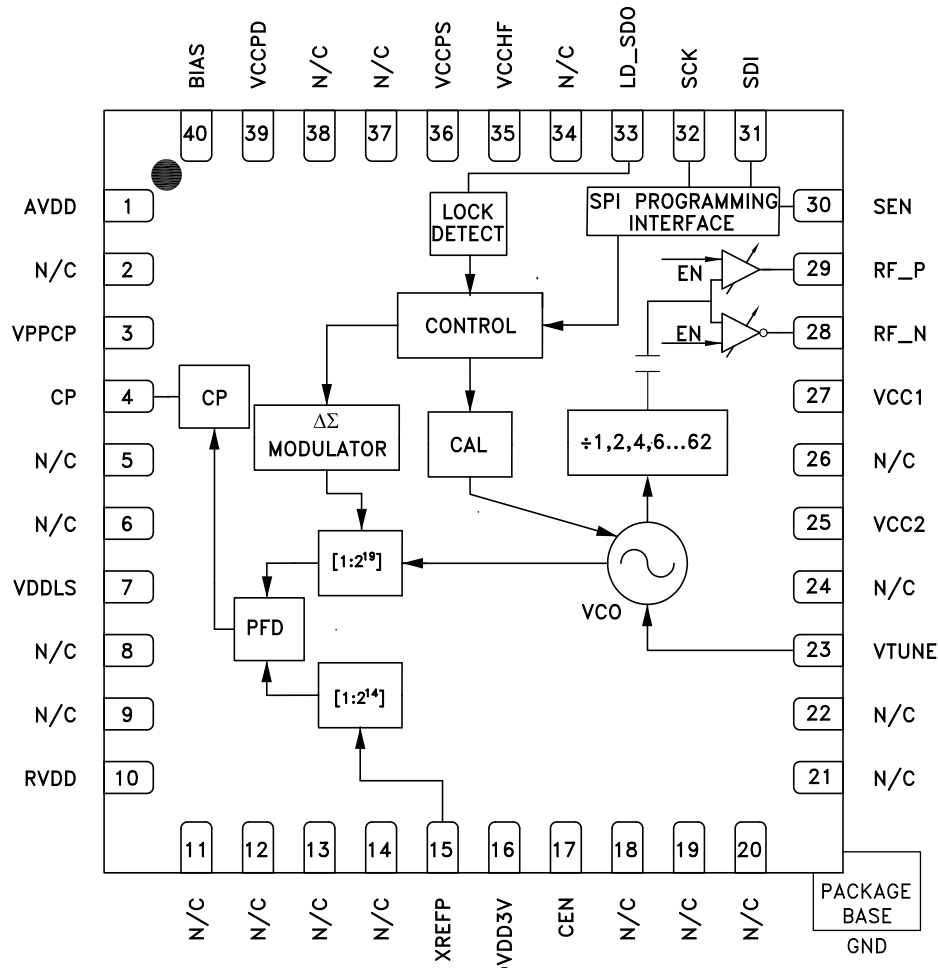 BIAS
VCCPD
N/C
N/C
VCCPS
VCCHF
N/C
LD_SDO
SCK
SDI
40
39
38
37
36
35
34
33
32
31
AVDD
1
N/C
2
VPPCP
3
CP
4
N/C
5
N/C
6
VDDLS
7
N/C
8
N/C
9
RVDD
10
LOCK
DETECT
SPI PROGRAMMING
INTERFACE
CONTROL
EN
EN
CP
ΔΣ
MODULATOR
CAL
÷1,2,4,6...62
[1:2¹⁹]
VCO
PFD
[1:2¹⁴]
30
SEN
29
RF_P
28
RF_N
27
VCC1
26
N/C
25
VCC2
24
N/C
23
VTUNE
22
N/C
21
N/C
11
12
13
14
15
16
17
18
19
20
N/C
N/C
N/C
N/C
XREFP
DVDD3V
CEN
N/C
N/C
N/C
PACKAGE
BASE
GND